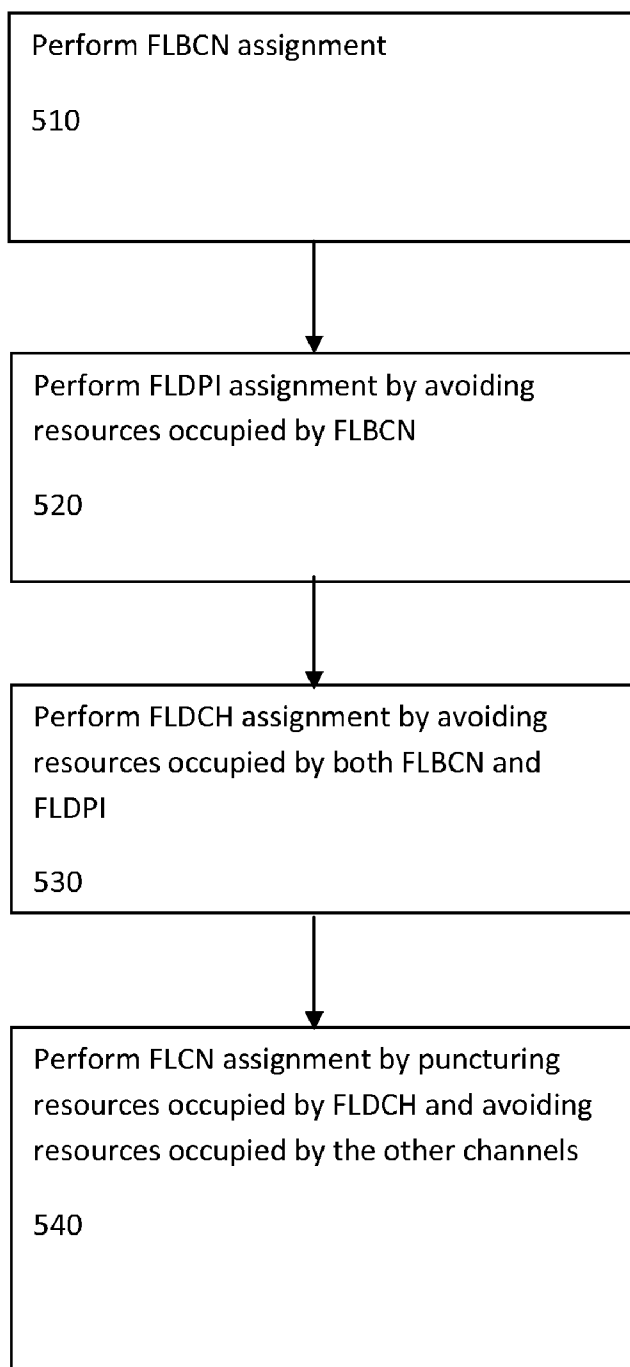 Perform FLBCN assignment
510
Perform FLDPI assignment by avoiding
resources occupied by FLBCN
520
Perform FLDCH assignment by avoiding
resources occupied by both FLBCN and
FLDPI
530
Perform FLCN assignment by puncturing
resources occupied by FLDCH and avoiding
resources occupied by the other channels
540